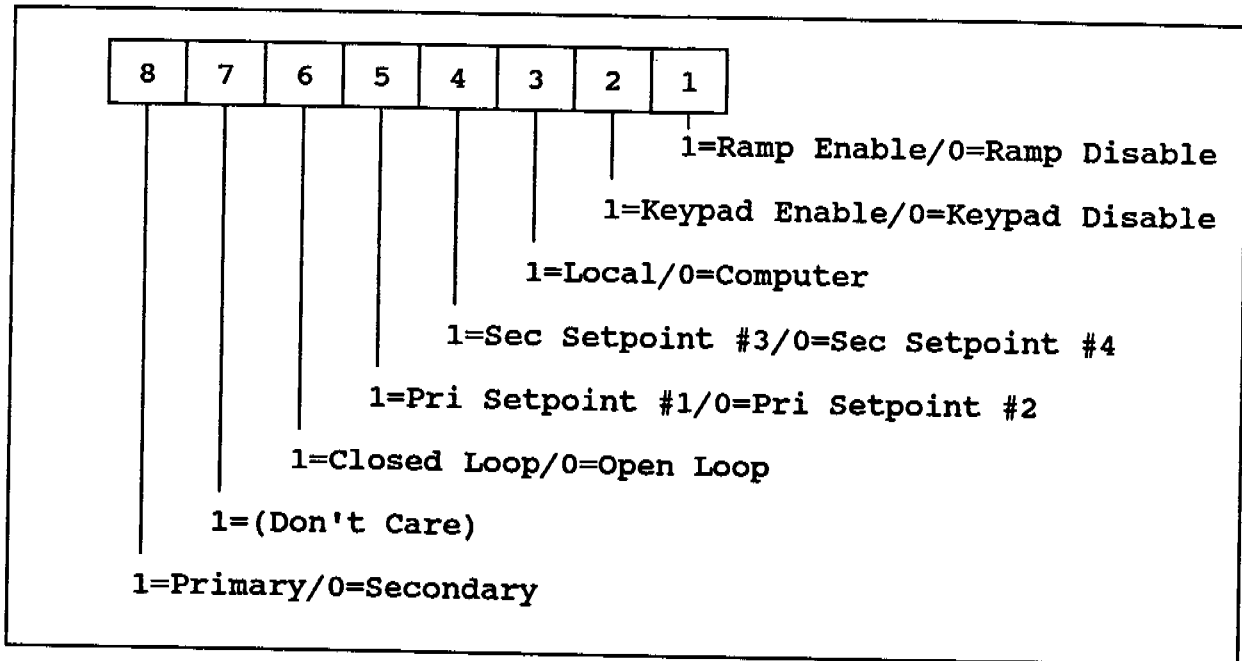 8 7 6 5 4 3 2 1
1=Ramp Enable/0=Ramp Disable
1=Keypad Enable/0=Keypad Disable
1=Local/0=Computer
1=Sec Setpoint #3/0=Sec Setpoint #4
1=Pri Setpoint #1/0=Pri Setpoint #2
1=Closed Loop/0=Open Loop
1=(Don't Care)
1=Primary/0=Secondary